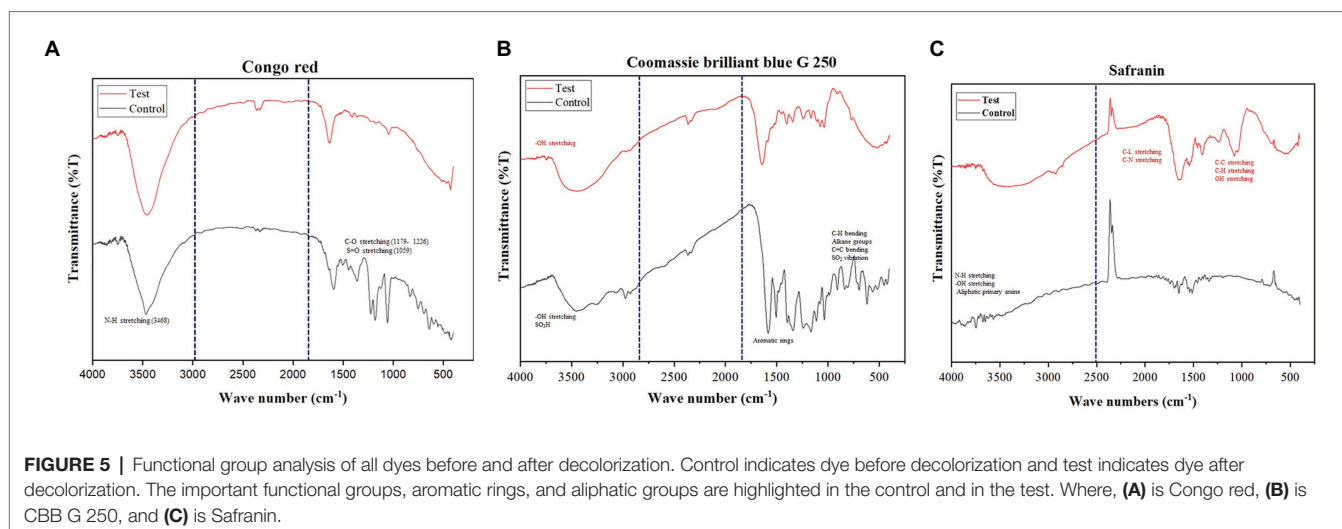 A
Congo red
Test
Control
C-O stretching (1179- 1226)
S=O stretching (1059)
N-H stretching (3468)
Transmittance (%T)
4000 3500 3000 2500 2000 1500 1000 500
Wave number (cm-1)
B
Coomassie brilliant blue G 250
Test
Control
-OH stretching
C-H bending
Alkane groups
C=C bending
SO2 vibration
-OH stretching
SO3H
Aromatic rings
Transmittance (%T)
4000 3500 3000 2500 2000 1500 1000 500
Wave number (cm-1)
C
Safranin
Test
Control
C-L stretching
C-N stretching
C-C stretching
C-H stretching
OH stretching
N-H stretching
-OH stretching
Aliphatic primary amine
Transmittance (%T)
4000 3500 3000 2500 2000 1500 1000 500
Wave numbers (cm-1)
FIGURE 5 | Functional group analysis of all dyes before and after decolorization. Control indicates dye before decolorization and test indicates dye after
decolorization. The important functional groups, aromatic rings, and aliphatic groups are highlighted in the control and in the test. Where, (A) is Congo red, (B) is
CBB G 250, and (C) is Safranin.